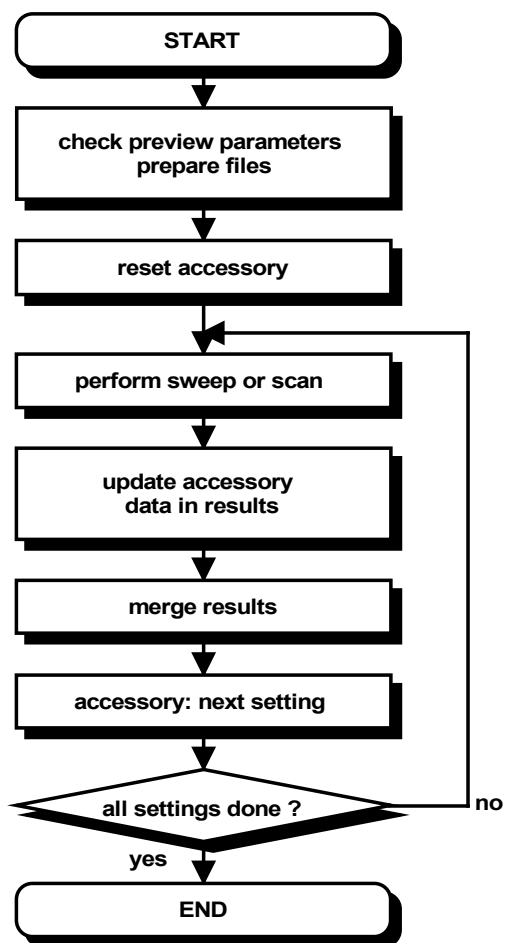 START
check preview parameters
prepare files
reset accessory
perform sweep or scan
update accessory
data in results
merge results
accessory: next setting
all settings done ?
no
yes
END